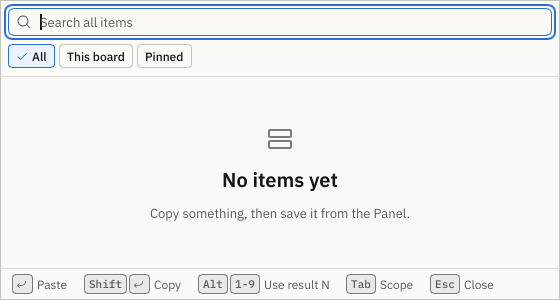 Search all items
All This board Pinned
No items yet
Copy something, then save it from the Panel.
Paste Shift Copy Alt 1-9 Use result N Tab Scope Esc Close